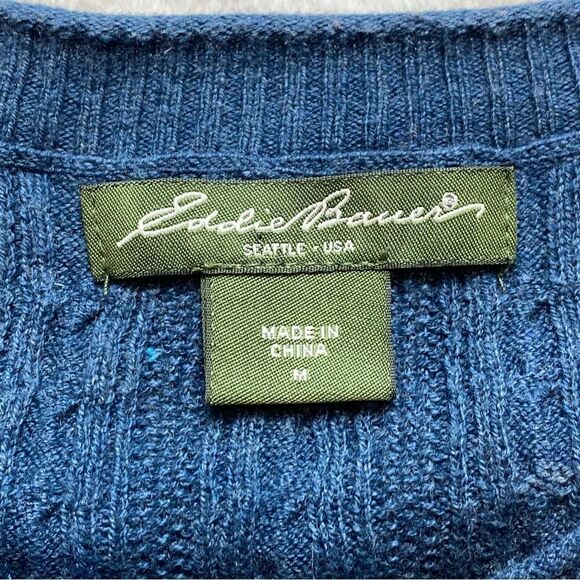 Eddie Bauer®
SEATTLE • USA
MADE IN
CHINA
M